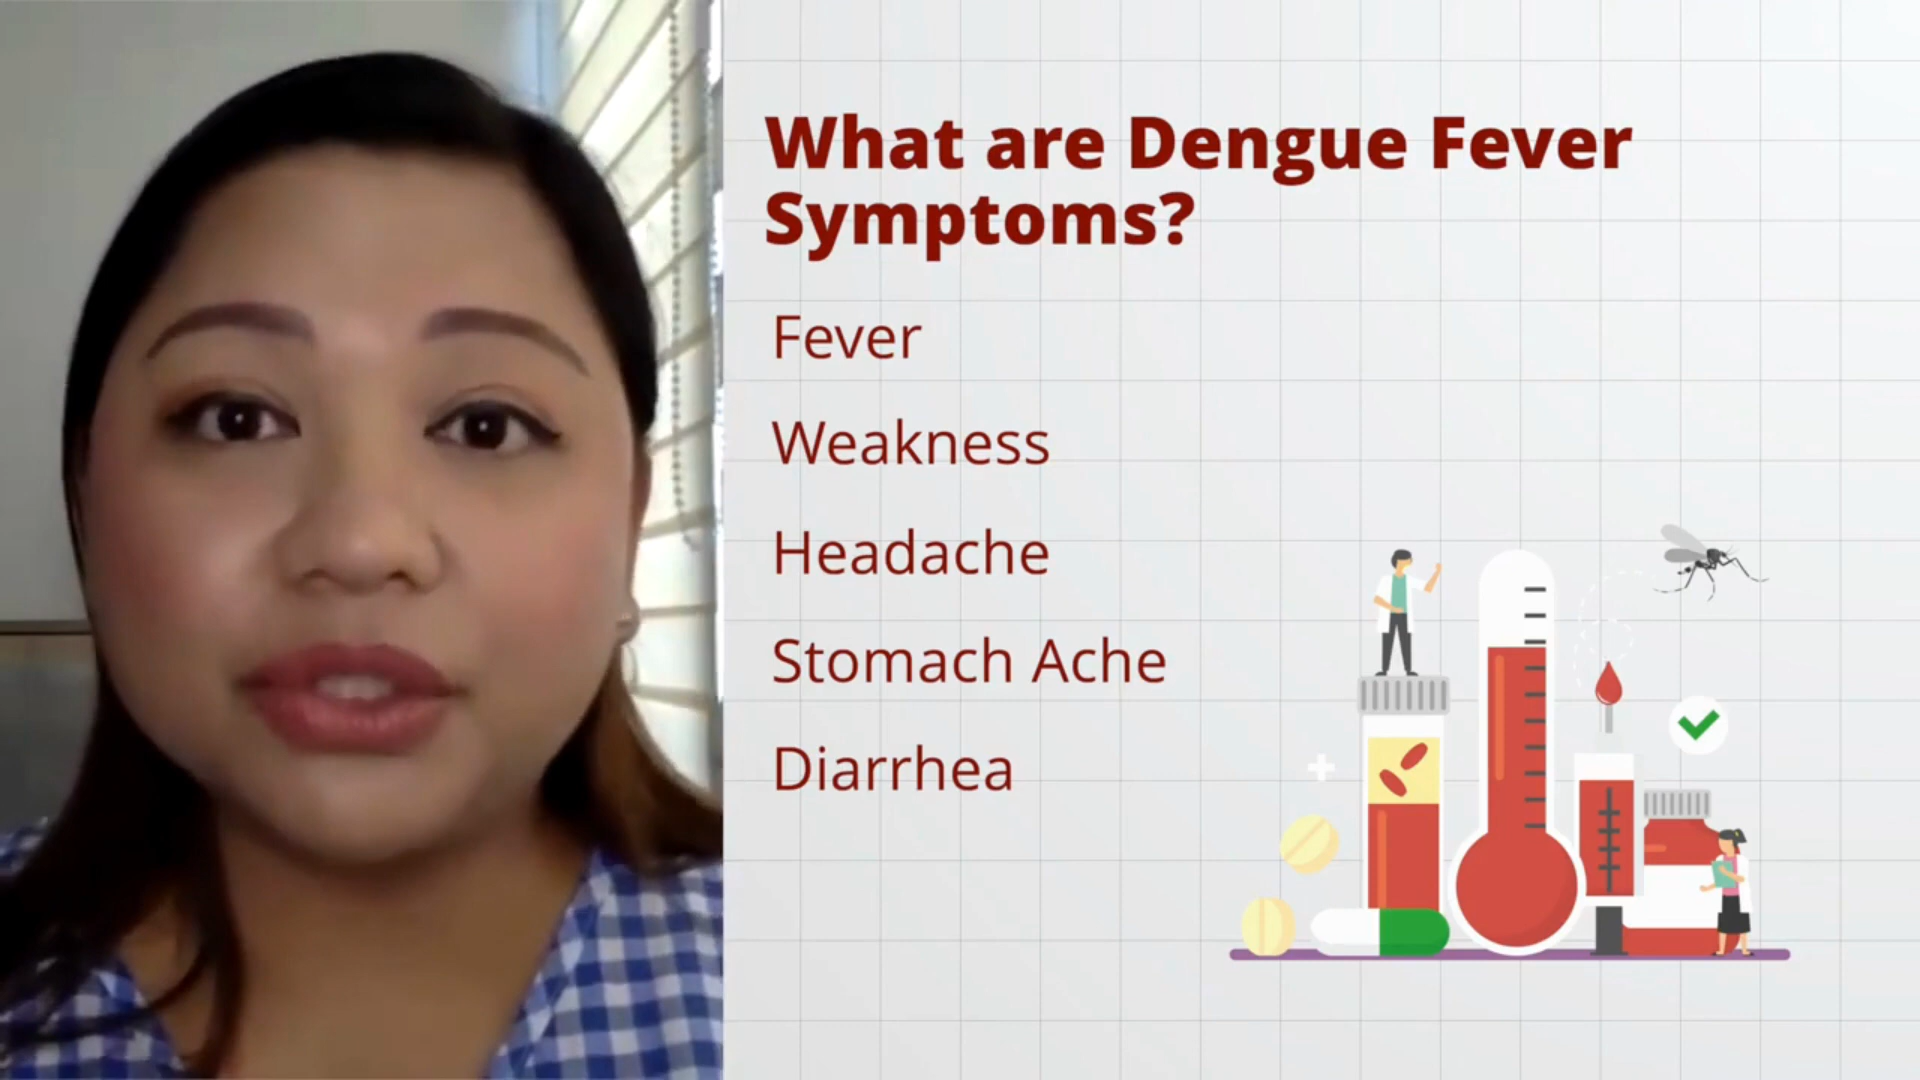 What are Dengue Fever
Symptoms?
Fever
Weakness
Headache
Stomach Ache
Diarrhea